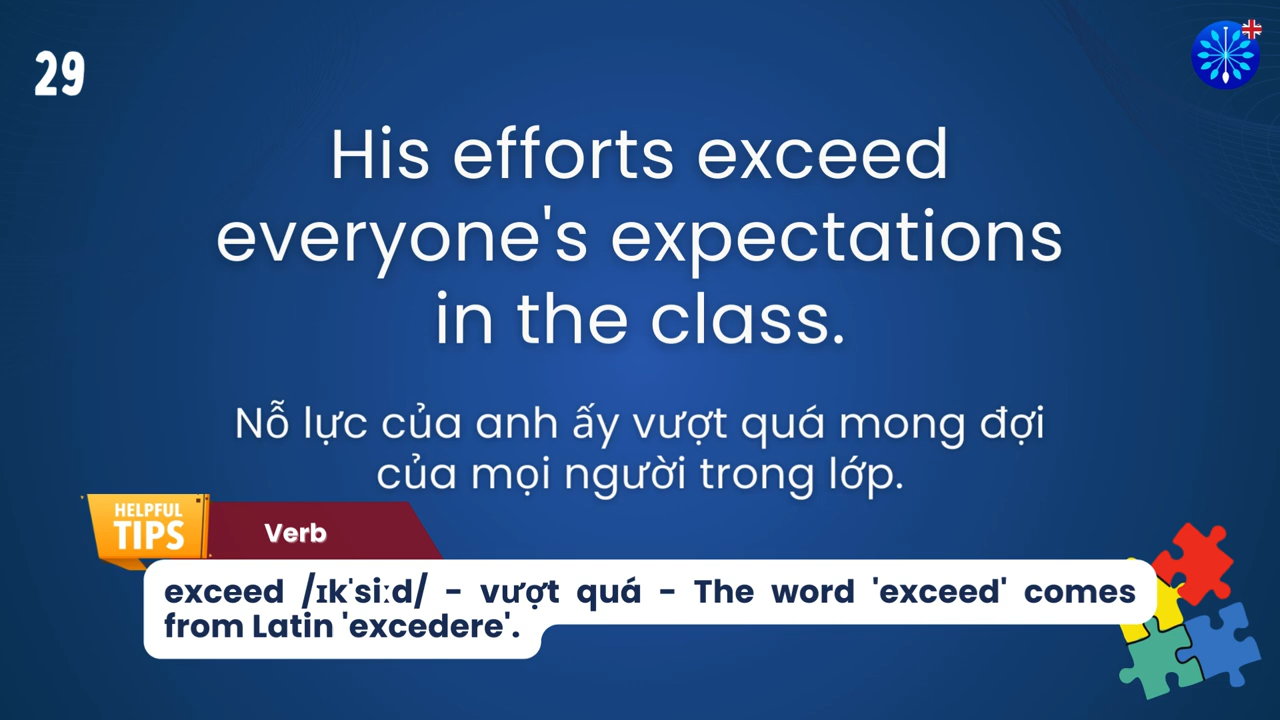 29
His efforts exceed
everyone's expectations
in the class.
Nỗ lực của anh ấy vượt quá mong đợi
của mọi người trong lớp.
HELPFUL
TIPS
Verb
exceed /ɪkˈsiːd/ - vượt quá - The word 'exceed' comes
from Latin 'excedere'.